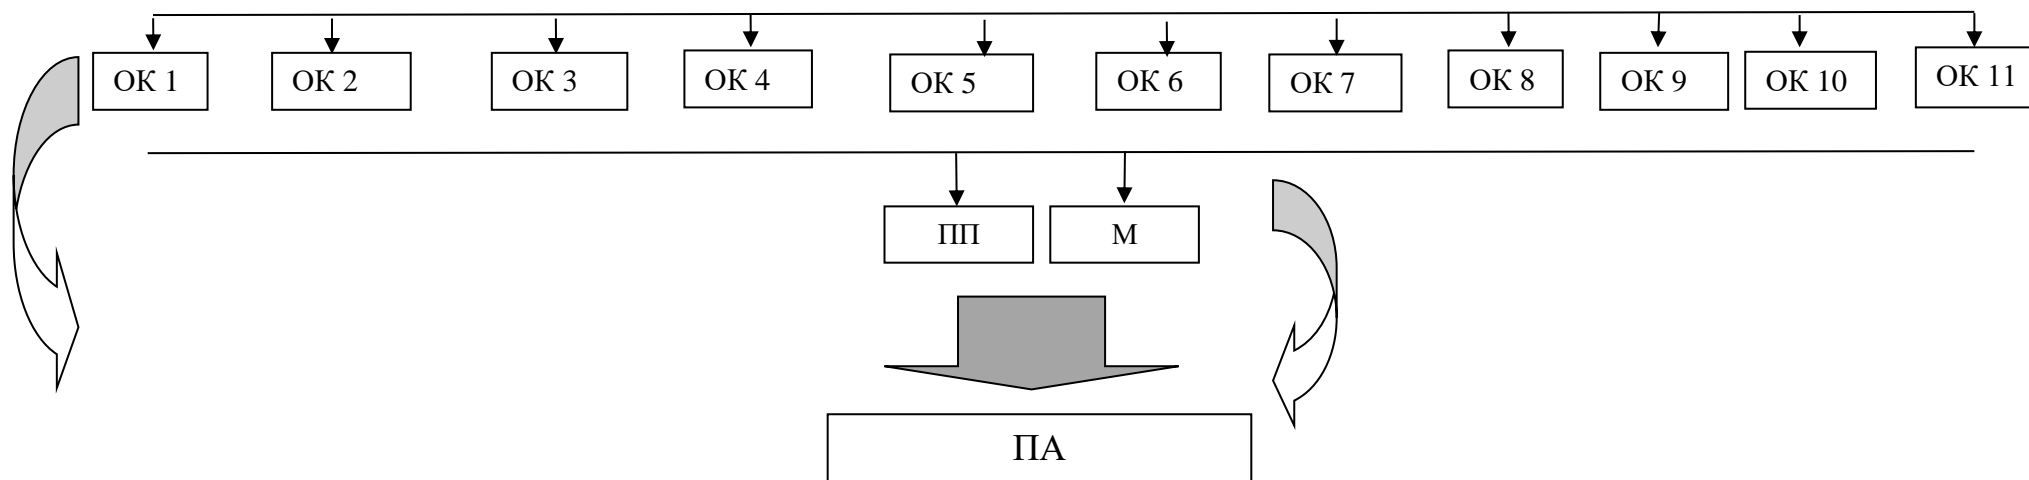 ОК 1 ОК 2 ОК 3 ОК 4 ОК 5 ОК 6 ОК 7 ОК 8 ОК 9 ОК 10 ОК 11
ПП М
ПА